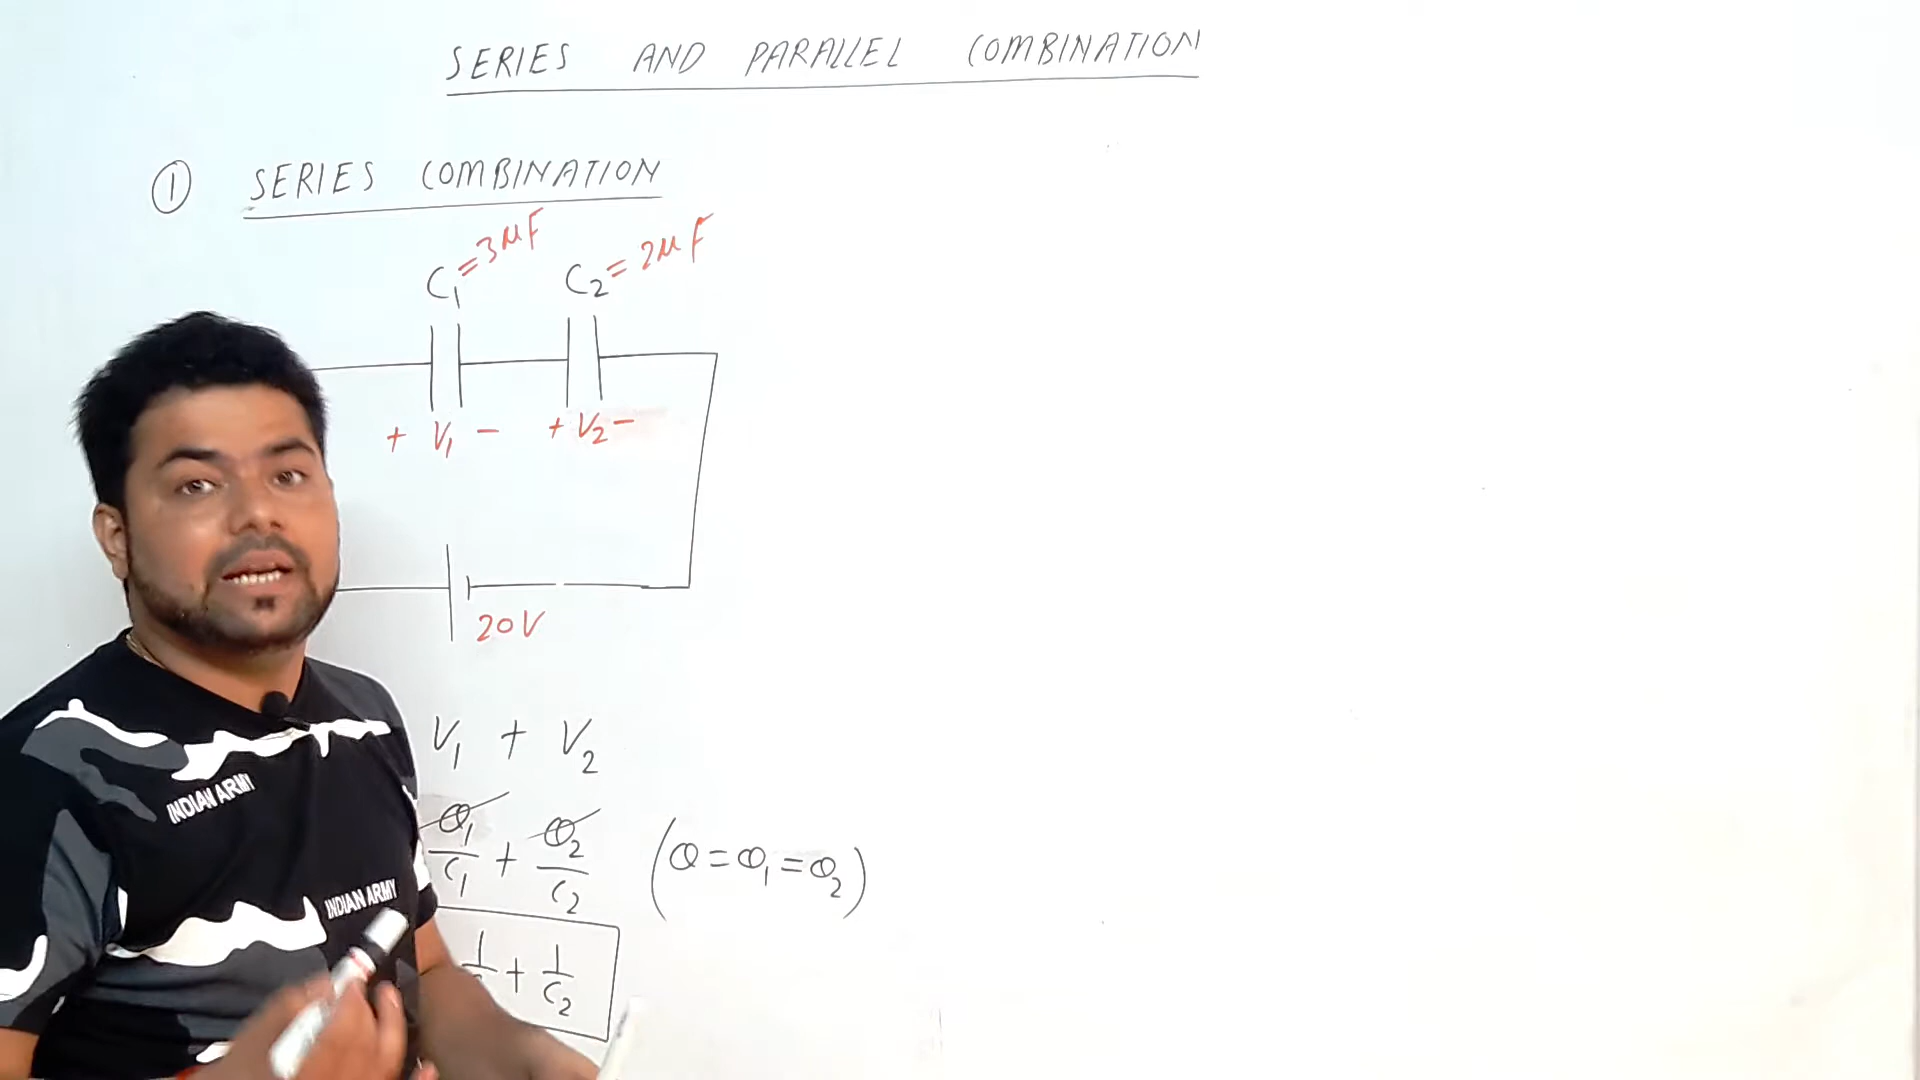 SERIES AND PARALLEL COMBINATION
① SERIES COMBINATION
C₁ = 3μF C₂ = 2μF
+ V₁ - + V₂ -
20V
V₁ + V₂
Q₁/C₁ + Q₂/C₂ (Q = Q₁ = Q₂)
+ 1/C₂
INDIAN ARMY
INDIAN ARMY